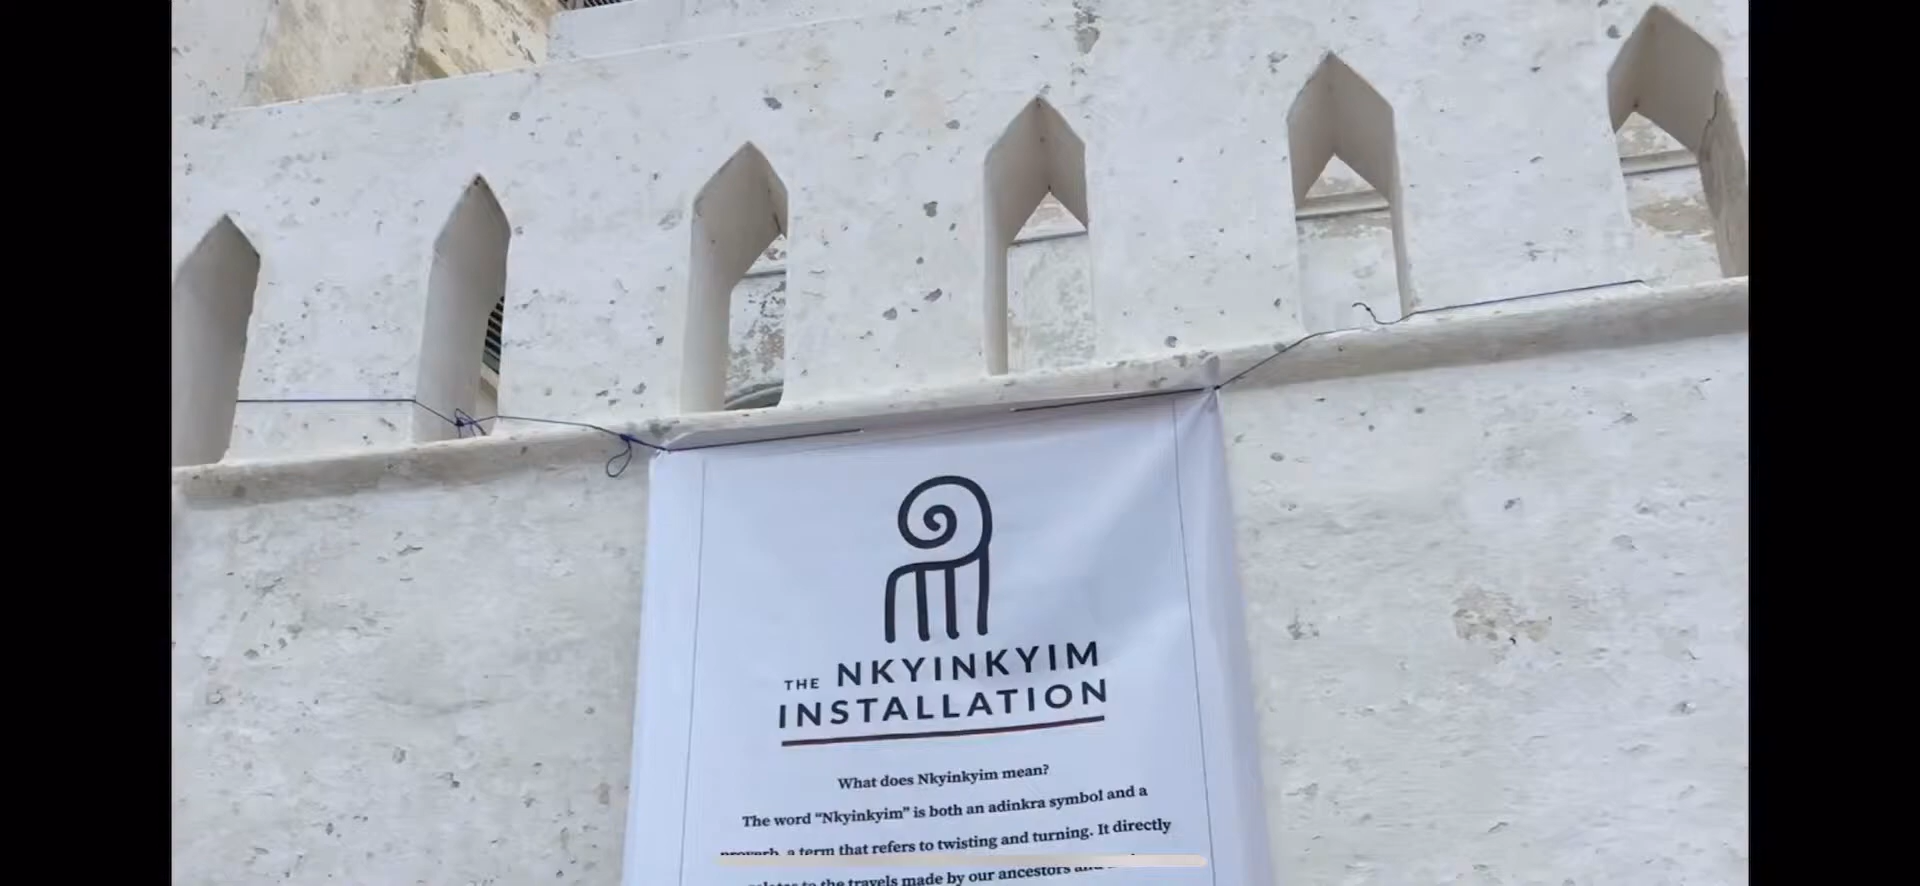 THE NKYINKYIM
INSTALLATION
What does Nkyinkyim mean?
The word “Nkyinkyim” is both an adinkra symbol and a
proverb, a term that refers to twisting and turning. It directly
to the travels made by our ancestors